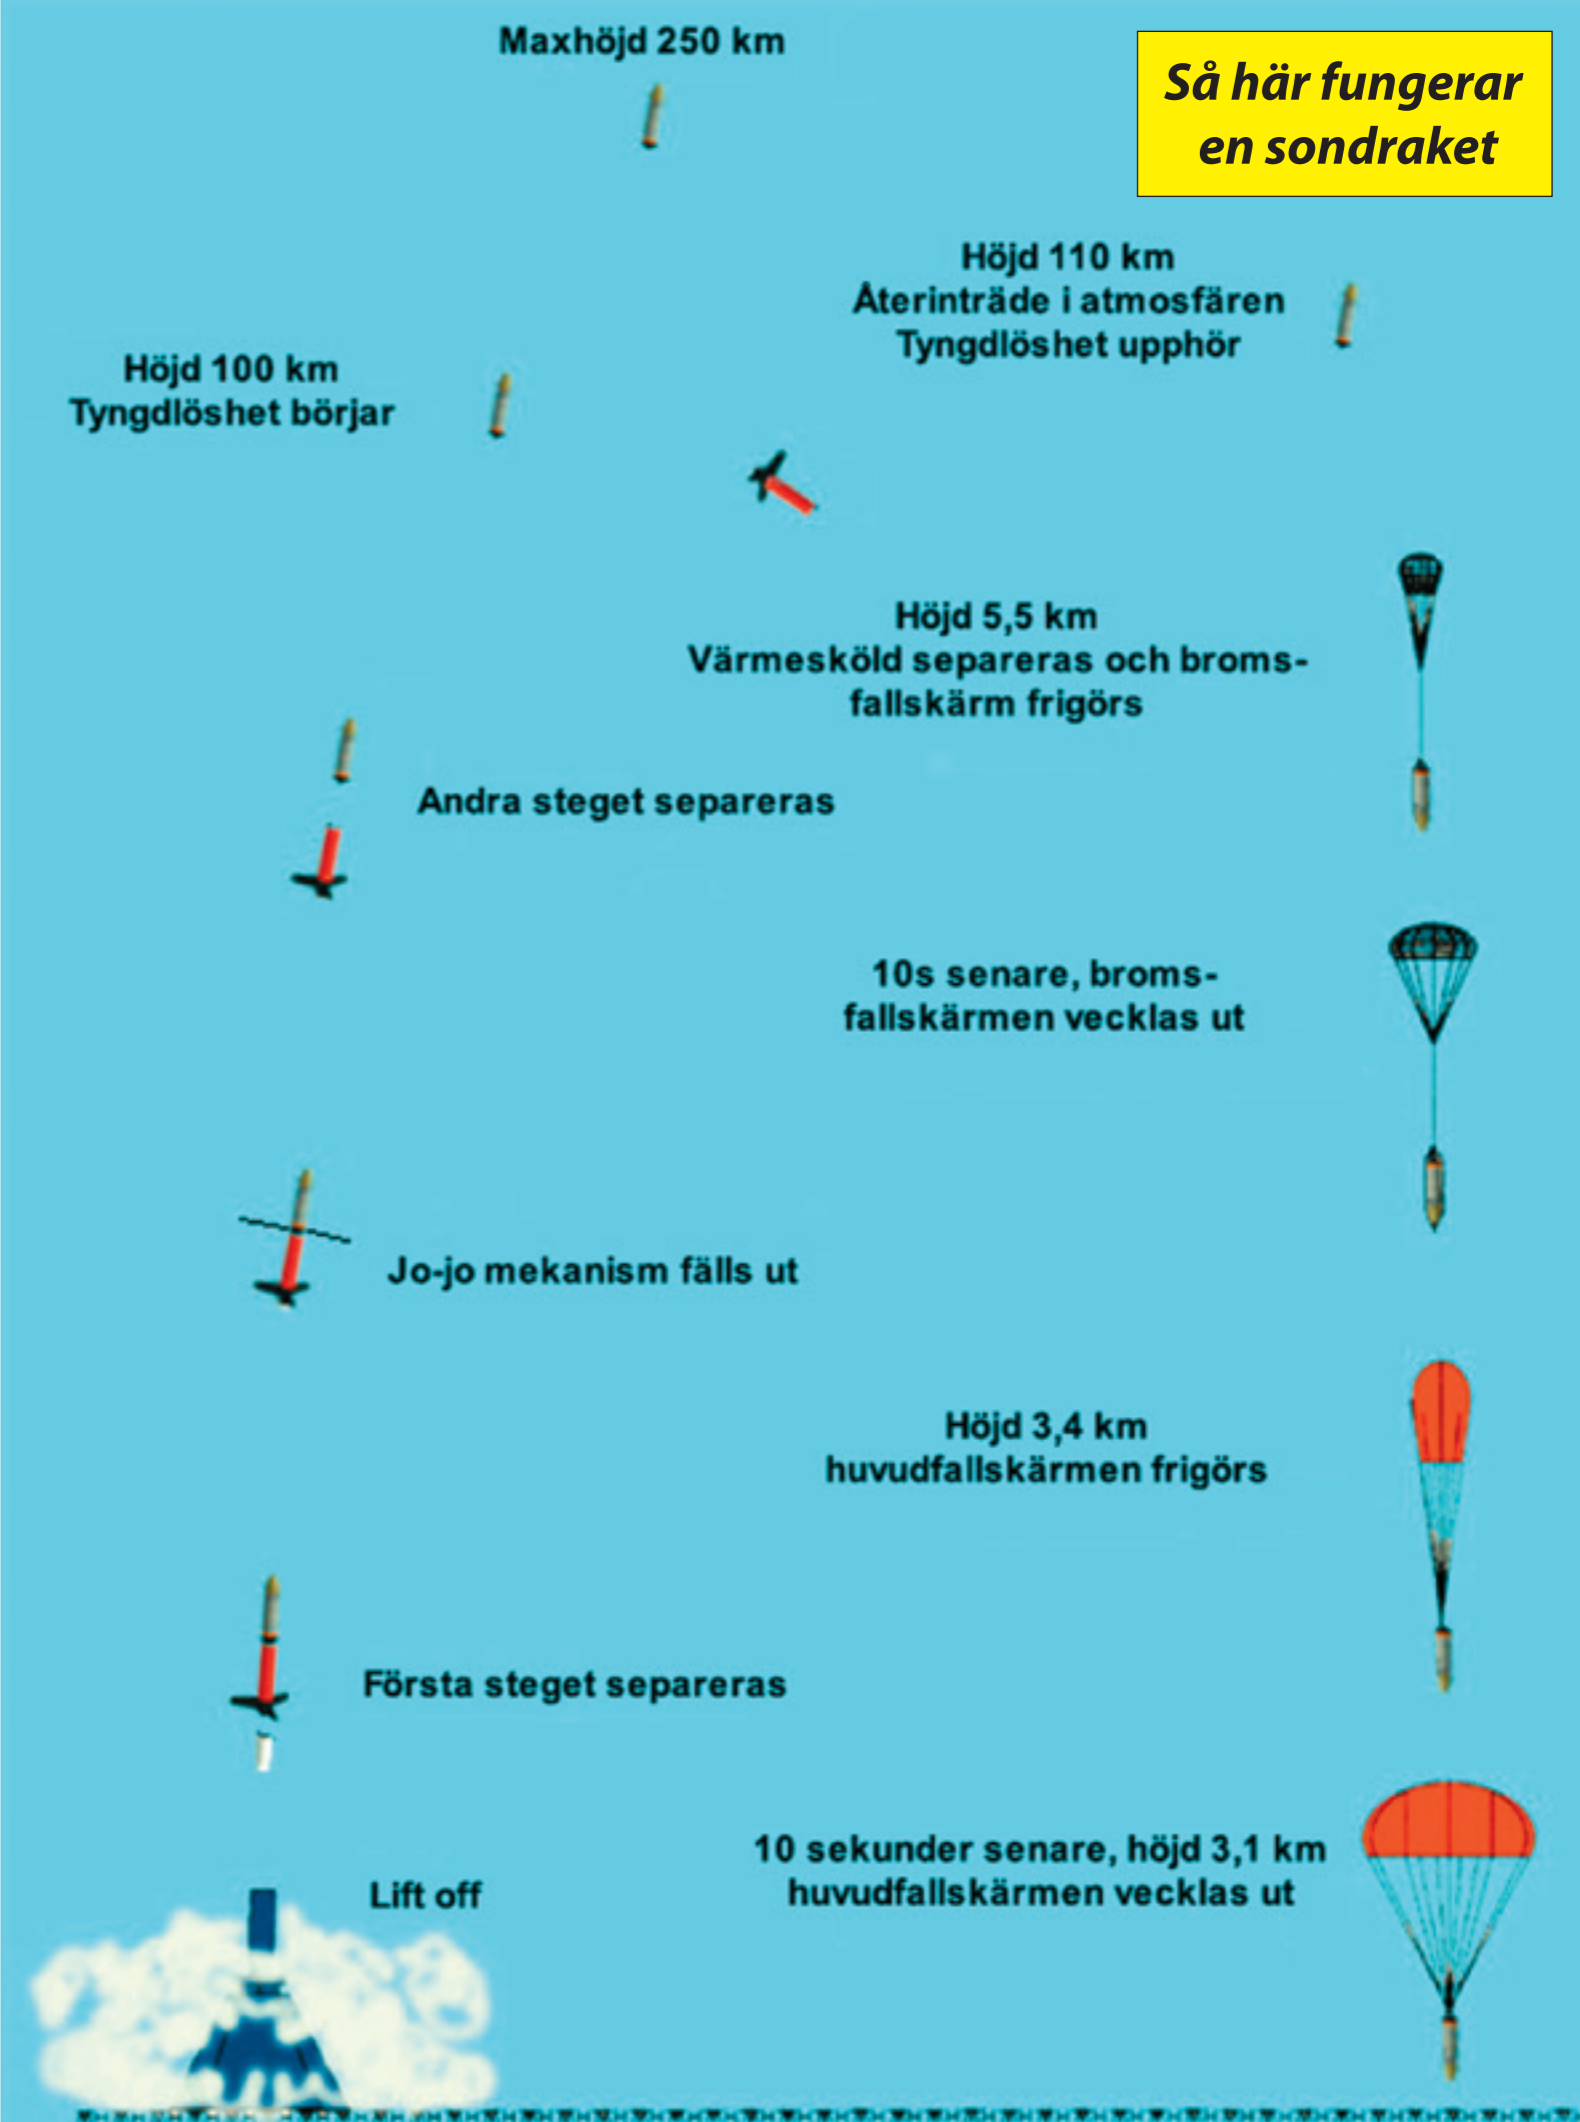 Maxhöjd 250 km
Så här fungerar
en sondraket
Höjd 110 km
Återinträde i atmosfären
Tyngdlöshet upphör
Höjd 100 km
Tyngdlöshet börjar
Höjd 5,5 km
Värmesköld separeras och broms-
fallskärm frigörs
Andra steget separeras
10s senare, broms-
fallskärmen vecklas ut
Jo-jo mekanism fälls ut
Höjd 3,4 km
huvudfallskärmen frigörs
Första steget separeras
10 sekunder senare, höjd 3,1 km
huvudfallskärmen vecklas ut
Lift off